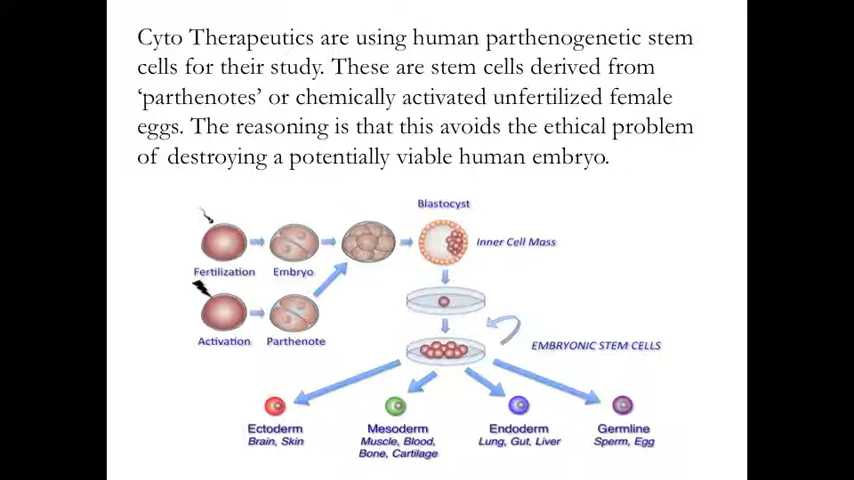 Cyto Therapeutics are using human parthenogenetic stem
cells for their study. These are stem cells derived from
‘parthenotes’ or chemically activated unfertilized female
eggs. The reasoning is that this avoids the ethical problem
of destroying a potentially viable human embryo.
Blastocyst
Inner Cell Mass
Fertilization
Embryo
Activation
Parthenote
EMBRYONIC STEM CELLS
Ectoderm
Brain, Skin
Mesoderm
Muscle, Blood,
Bone, Cartilage
Endoderm
Lung, Gut, Liver
Germline
Sperm, Egg